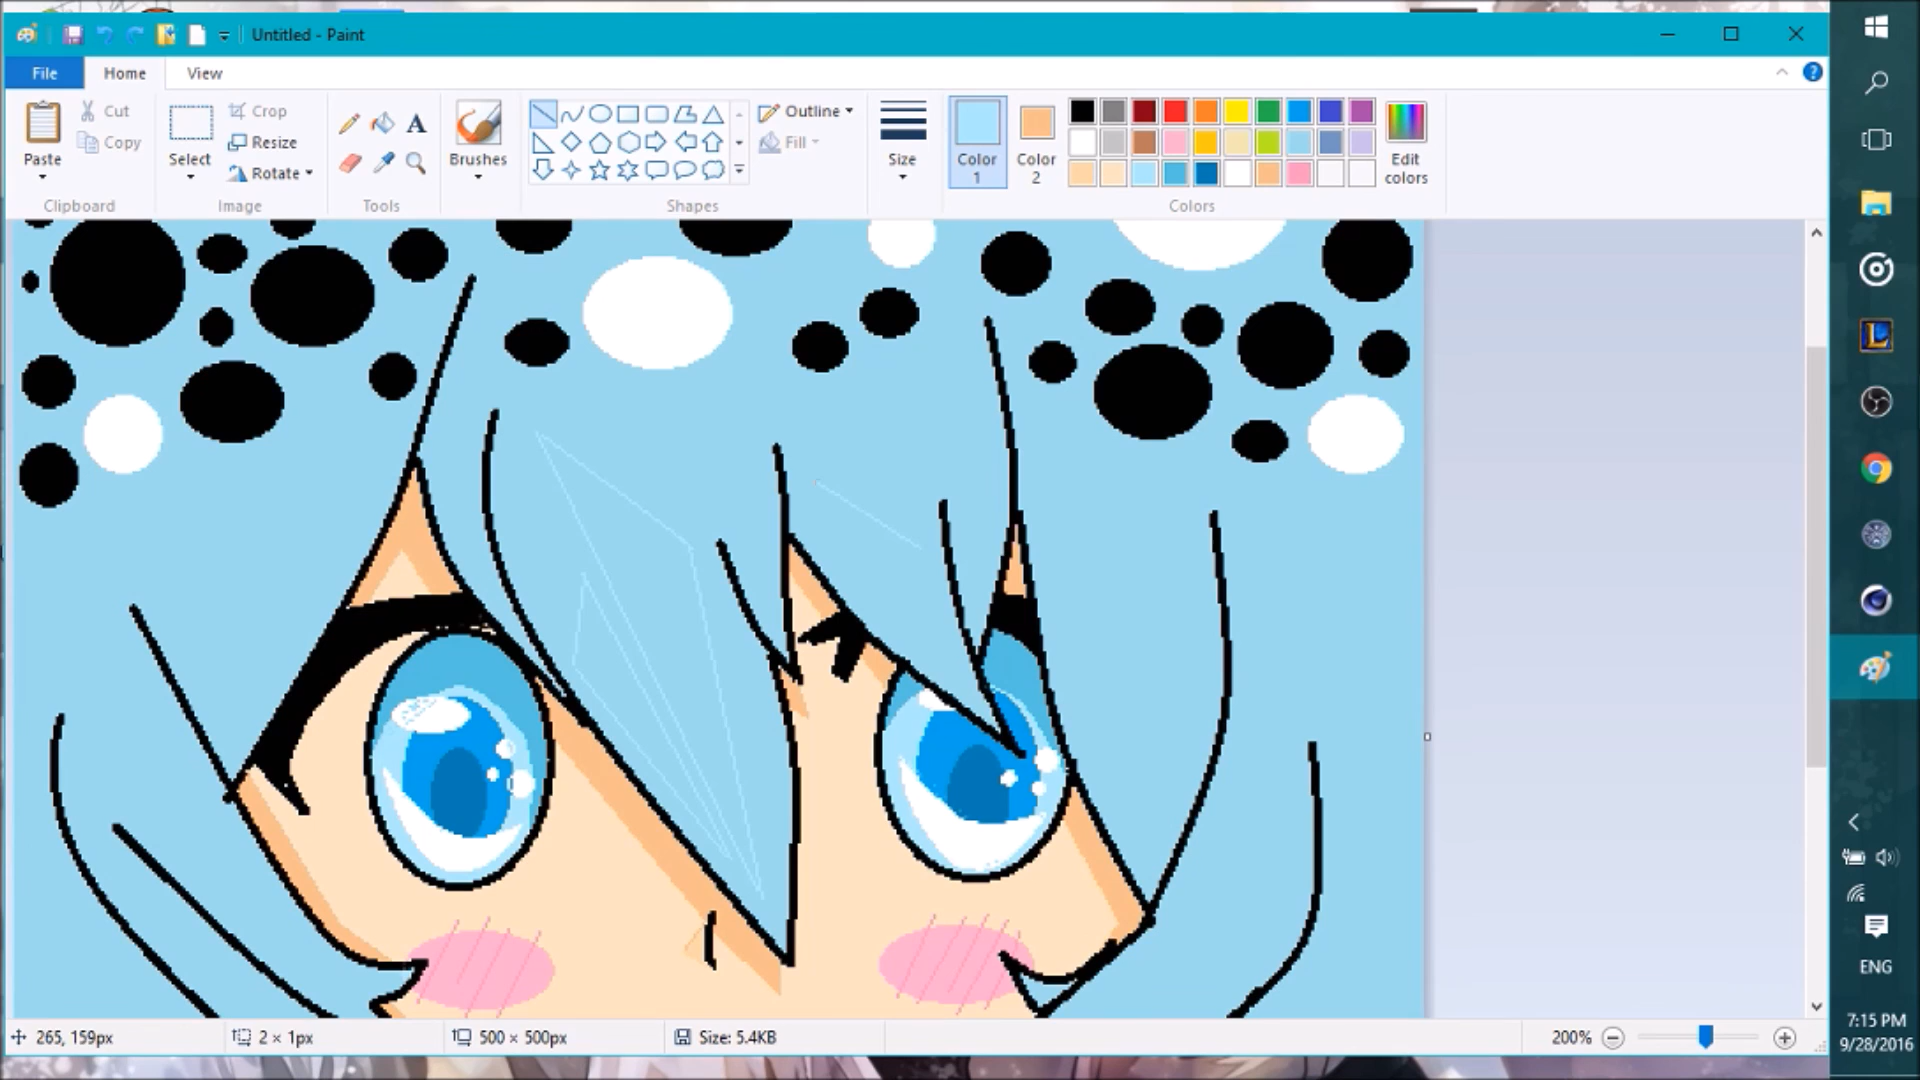 Untitled - Paint
File Home View
Paste
Cut
Copy
Clipboard
Select
Crop
Resize
Rotate
Image
A
Tools
Brushes
Outline
Fill
Shapes
Size
Color 1
Color 2
Edit colors
Colors
265, 159px
2 × 1px
500 × 500px
Size: 5.4KB
200%
L
ENG
7:15 PM
9/28/2016